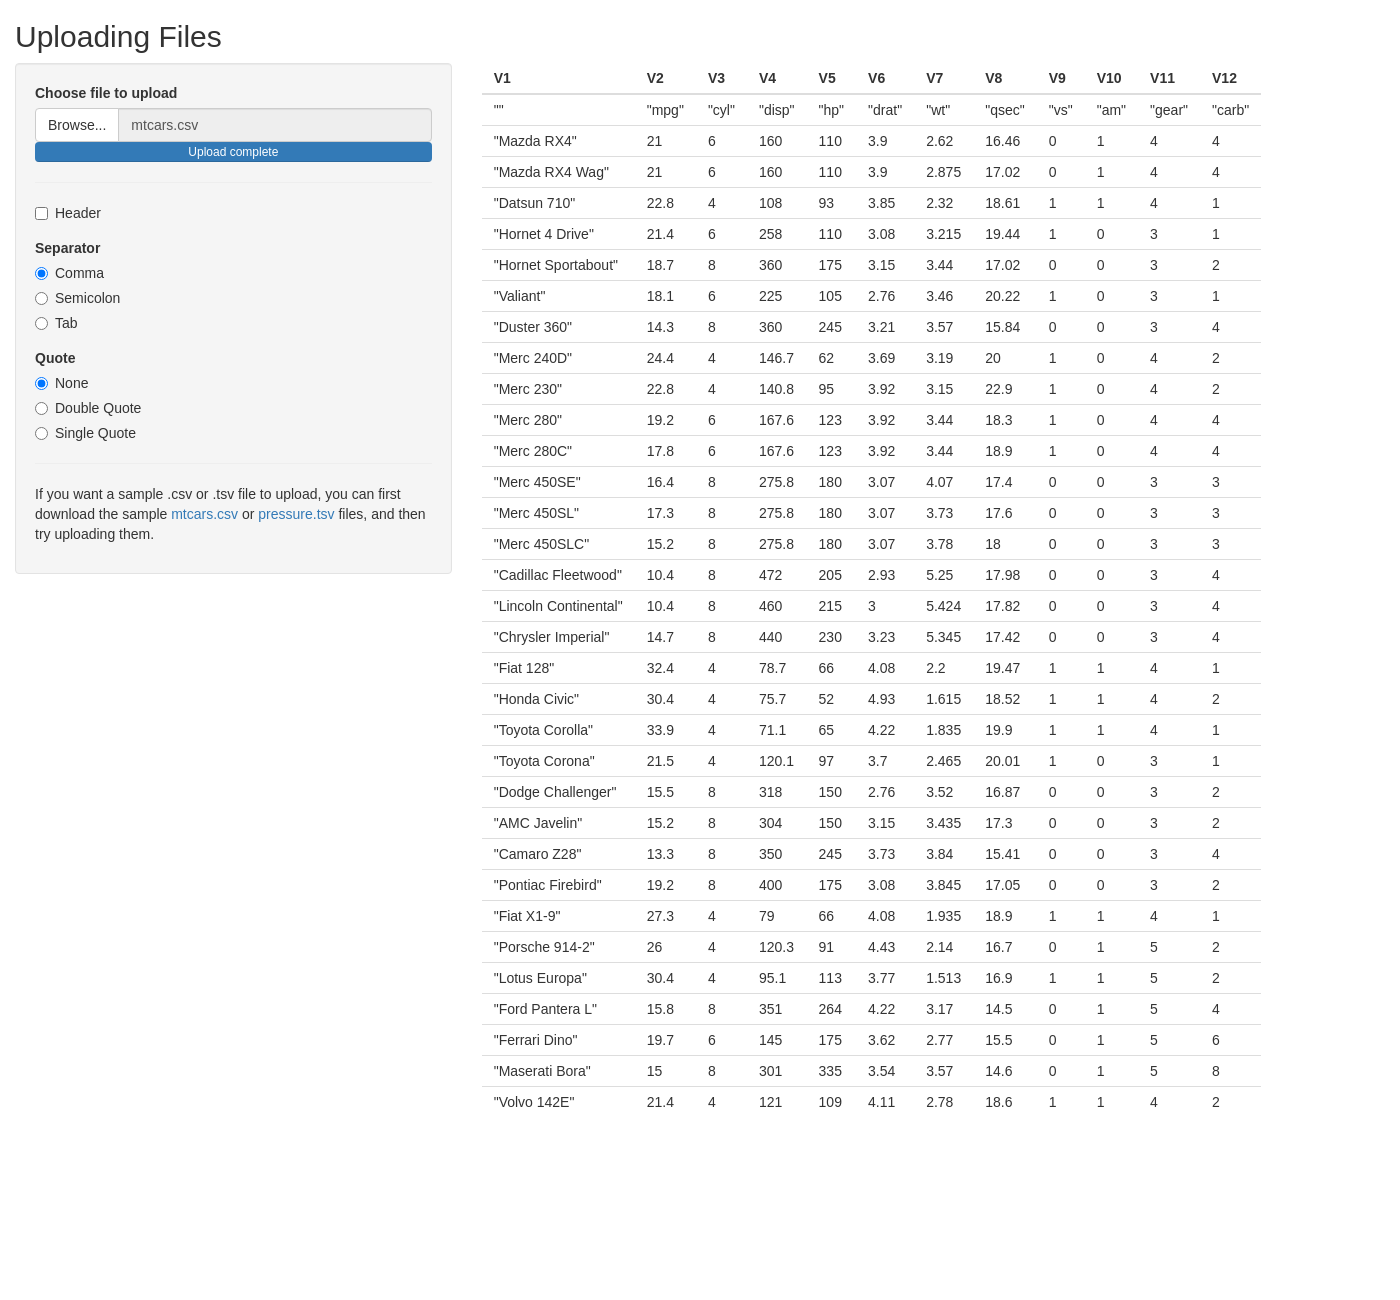 Uploading Files
Choose file to upload
Browse... mtcars.csv
Upload complete
Header
Separator
Comma
Semicolon
Tab
Quote
None
Double Quote
Single Quote
If you want a sample .csv or .tsv file to upload, you can first
download the sample mtcars.csv or pressure.tsv files, and then
try uploading them.
V1 V2 V3 V4 V5 V6 V7 V8 V9 V10 V11 V12
"" "mpg" "cyl" "disp" "hp" "drat" "wt" "qsec" "vs" "am" "gear" "carb"
"Mazda RX4" 21 6 160 110 3.9 2.62 16.46 0 1 4 4
"Mazda RX4 Wag" 21 6 160 110 3.9 2.875 17.02 0 1 4 4
"Datsun 710" 22.8 4 108 93 3.85 2.32 18.61 1 1 4 1
"Hornet 4 Drive" 21.4 6 258 110 3.08 3.215 19.44 1 0 3 1
"Hornet Sportabout" 18.7 8 360 175 3.15 3.44 17.02 0 0 3 2
"Valiant" 18.1 6 225 105 2.76 3.46 20.22 1 0 3 1
"Duster 360" 14.3 8 360 245 3.21 3.57 15.84 0 0 3 4
"Merc 240D" 24.4 4 146.7 62 3.69 3.19 20 1 0 4 2
"Merc 230" 22.8 4 140.8 95 3.92 3.15 22.9 1 0 4 2
"Merc 280" 19.2 6 167.6 123 3.92 3.44 18.3 1 0 4 4
"Merc 280C" 17.8 6 167.6 123 3.92 3.44 18.9 1 0 4 4
"Merc 450SE" 16.4 8 275.8 180 3.07 4.07 17.4 0 0 3 3
"Merc 450SL" 17.3 8 275.8 180 3.07 3.73 17.6 0 0 3 3
"Merc 450SLC" 15.2 8 275.8 180 3.07 3.78 18 0 0 3 3
"Cadillac Fleetwood" 10.4 8 472 205 2.93 5.25 17.98 0 0 3 4
"Lincoln Continental" 10.4 8 460 215 3 5.424 17.82 0 0 3 4
"Chrysler Imperial" 14.7 8 440 230 3.23 5.345 17.42 0 0 3 4
"Fiat 128" 32.4 4 78.7 66 4.08 2.2 19.47 1 1 4 1
"Honda Civic" 30.4 4 75.7 52 4.93 1.615 18.52 1 1 4 2
"Toyota Corolla" 33.9 4 71.1 65 4.22 1.835 19.9 1 1 4 1
"Toyota Corona" 21.5 4 120.1 97 3.7 2.465 20.01 1 0 3 1
"Dodge Challenger" 15.5 8 318 150 2.76 3.52 16.87 0 0 3 2
"AMC Javelin" 15.2 8 304 150 3.15 3.435 17.3 0 0 3 2
"Camaro Z28" 13.3 8 350 245 3.73 3.84 15.41 0 0 3 4
"Pontiac Firebird" 19.2 8 400 175 3.08 3.845 17.05 0 0 3 2
"Fiat X1-9" 27.3 4 79 66 4.08 1.935 18.9 1 1 4 1
"Porsche 914-2" 26 4 120.3 91 4.43 2.14 16.7 0 1 5 2
"Lotus Europa" 30.4 4 95.1 113 3.77 1.513 16.9 1 1 5 2
"Ford Pantera L" 15.8 8 351 264 4.22 3.17 14.5 0 1 5 4
"Ferrari Dino" 19.7 6 145 175 3.62 2.77 15.5 0 1 5 6
"Maserati Bora" 15 8 301 335 3.54 3.57 14.6 0 1 5 8
"Volvo 142E" 21.4 4 121 109 4.11 2.78 18.6 1 1 4 2